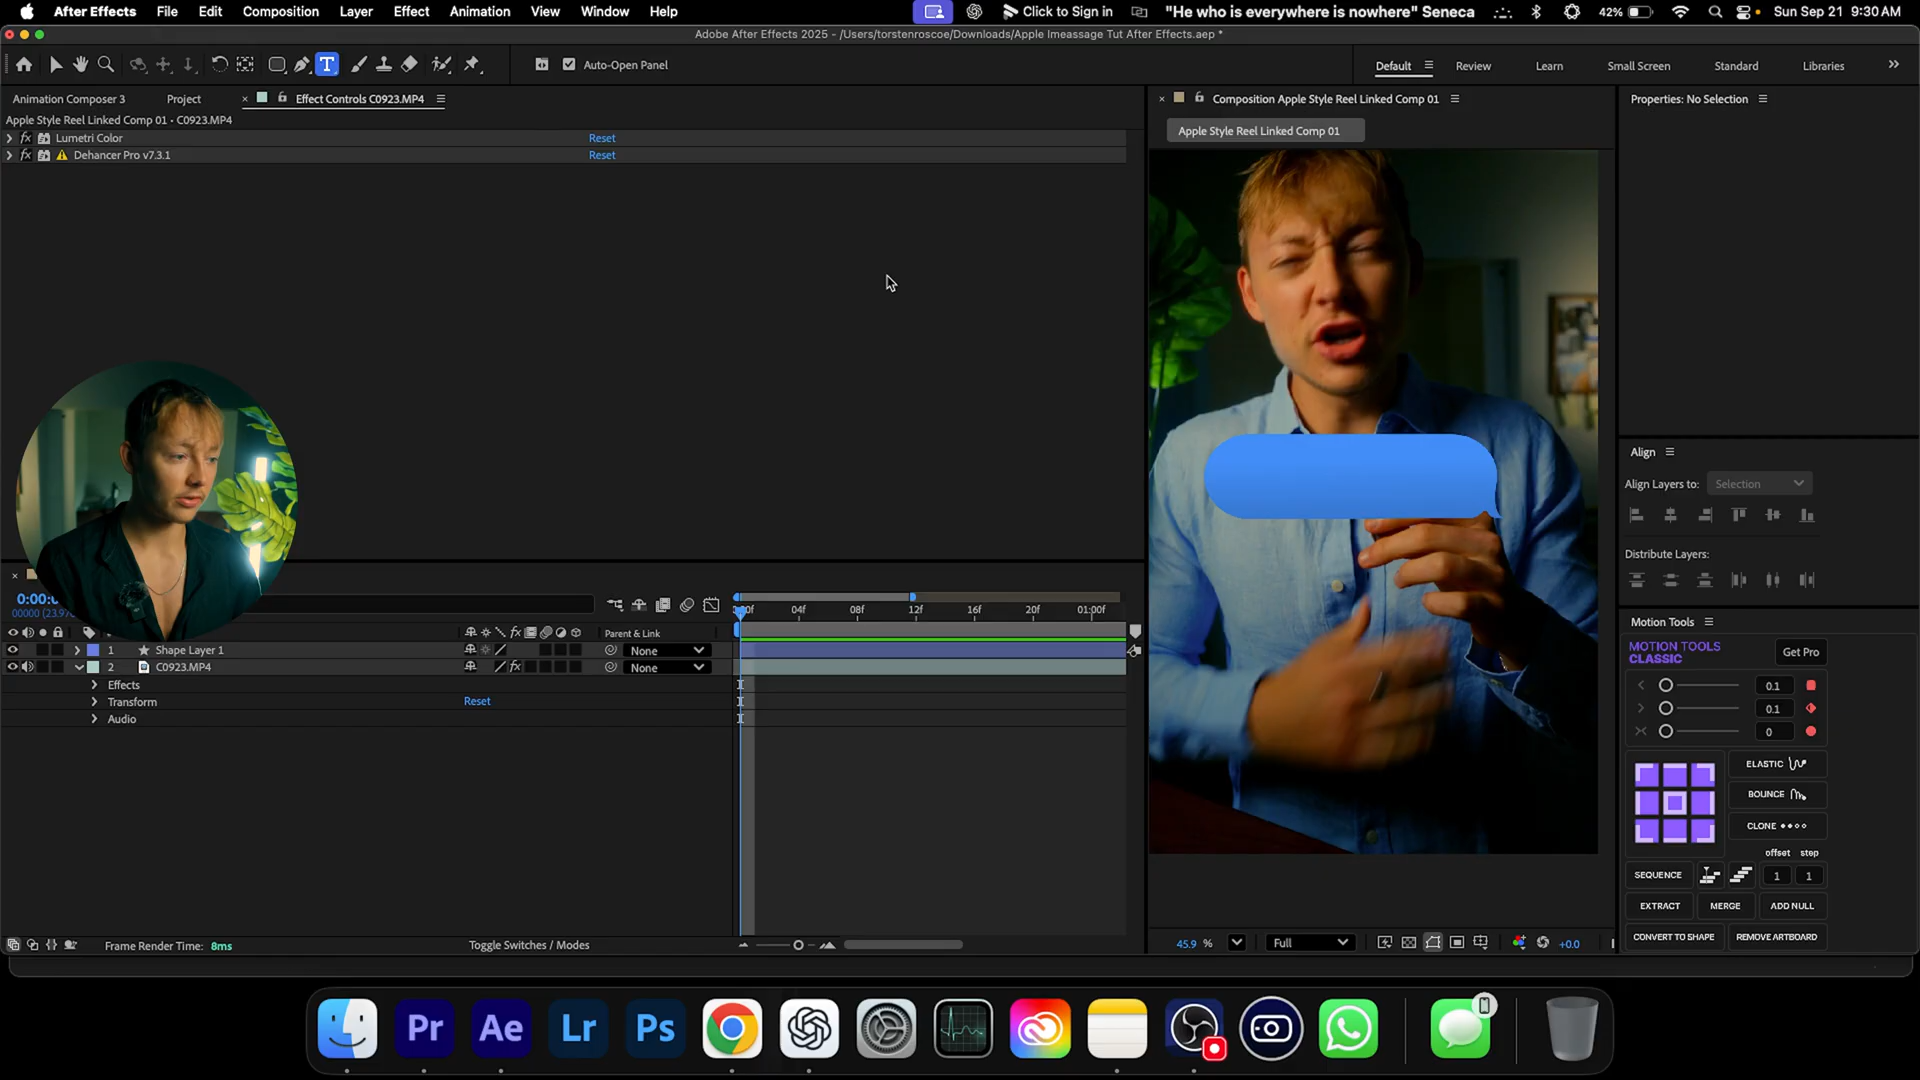 After Effects File Edit Composition Layer Effect Animation View Window Help
Click to Sign in "He who is everywhere is nowhere" Seneca 42% Sun Sep 21 9:30 AM
Adobe After Effects 2025 - /Users/torstenroscoe/Downloads/Apple Imeassage Tut After Effects.aep *
T Auto-Open Panel Default Review Learn Small Screen Standard Libraries
Animation Composer 3 Project Effect Controls C0923.MP4
Apple Style Reel Linked Comp 01 • C0923.MP4
fx Lumetri Color Reset
fx Dehancer Pro v7.3.1 Reset
Composition Apple Style Reel Linked Comp 01
Apple Style Reel Linked Comp 01
Properties: No Selection
Align
Align Layers to: Selection
Distribute Layers:
Motion Tools
MOTION TOOLS
CLASSIC
Get Pro
0.1
0.1
0
ELASTIC
BOUNCE
CLONE
offset step
SEQUENCE 1 1
EXTRACT MERGE ADD NULL
CONVERT TO SHAPE REMOVE ARTBOARD
04f 08f 12f 16f 20f 01:00f
fx Parent & Link
1 Shape Layer 1 None
2 C0923.MP4 fx None
Effects
Transform Reset
Audio
Frame Render Time: 8ms Toggle Switches / Modes
45.9 % Full +0.0
Pr Ae Lr Ps